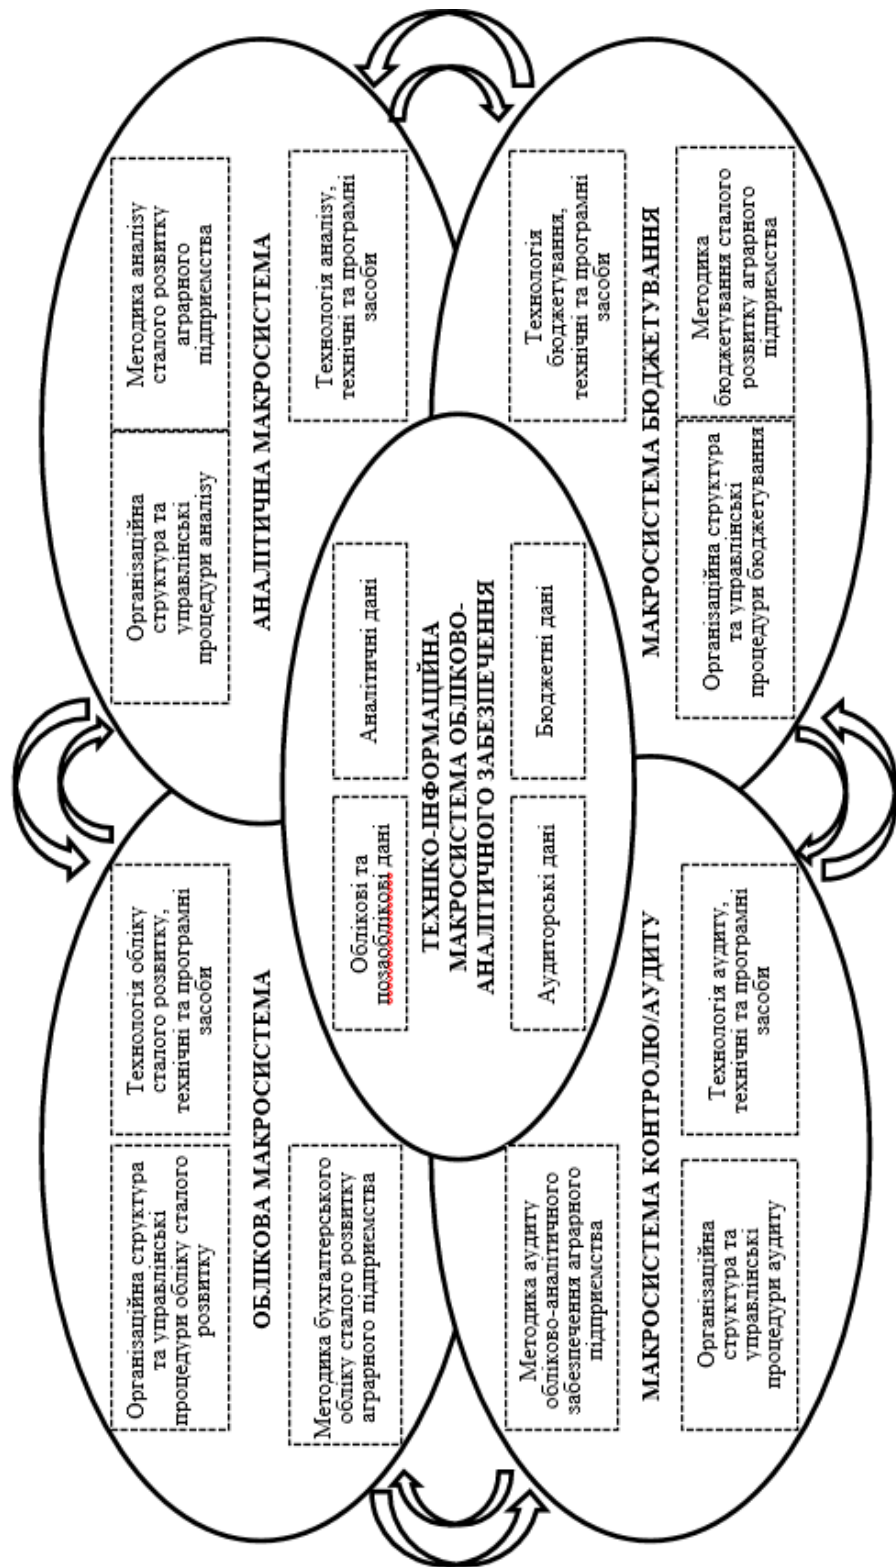 Організаційна структура
та управлінські
процедури обліку сталого
розвитку
Технологія обліку
сталого розвитку,
технічні та програмні
засоби
ОБЛІКОВА МАКРОСИСТЕМА
Методика бухгалтерського
обліку сталого розвитку
аграрного підприємства
Організаційна
структура та
управлінські
процедури аналізу
Методика аналізу
сталого розвитку
аграрного
підприємства
АНАЛІТИЧНА МАКРОСИСТЕМА
Технологія аналізу,
технічні та програмні
засоби
Облікові та
позаоблікові дані
Аналітичні дані
ТЕХНІКО-ІНФОРМАЦІЙНА
МАКРОСИСТЕМА ОБЛІКОВО-
АНАЛІТИЧНОГО ЗАБЕЗПЕЧЕННЯ
Аудиторські дані
Бюджетні дані
Методика аудиту
обліково-аналітичного
забезпечення аграрного
підприємства
МАКРОСИСТЕМА КОНТРОЛЮ/АУДИТУ
Організаційна
структура та
управлінські
процедури аудиту
Технологія аудиту,
технічні та програмні
засоби
Технологія
бюджетування,
технічні та програмні
засоби
МАКРОСИСТЕМА БЮДЖЕТУВАННЯ
Організаційна структура
та управлінські
процедури бюджетування
Методика
бюджетування сталого
розвитку аграрного
підприємства